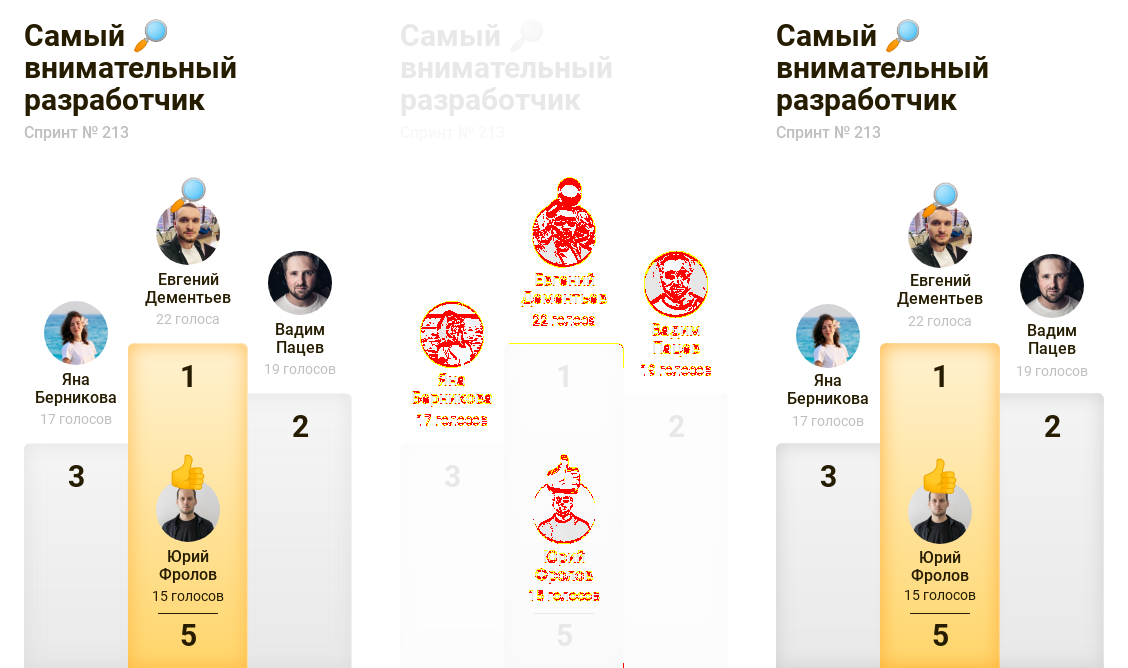 Самый 🔎
внимательный
разработчик
Спринт № 213
Евгений
Дементьев
22 голоса
Вадим
Пацев
19 голосов
Яна
Берникова
17 голосов
1
2
3
Юрий
Фролов
15 голосов
5
Самый 🔎
внимательный
разработчик
Спринт № 213
Евгений
Дементьев
22 голоса
Вадим
Пацев
19 голосов
Яна
Берникова
17 голосов
1
2
3
Юрий
Фролов
15 голосов
5
Самый 🔎
внимательный
разработчик
Спринт № 213
Евгений
Дементьев
22 голоса
Вадим
Пацев
19 голосов
Яна
Берникова
17 голосов
1
2
3
Юрий
Фролов
15 голосов
5